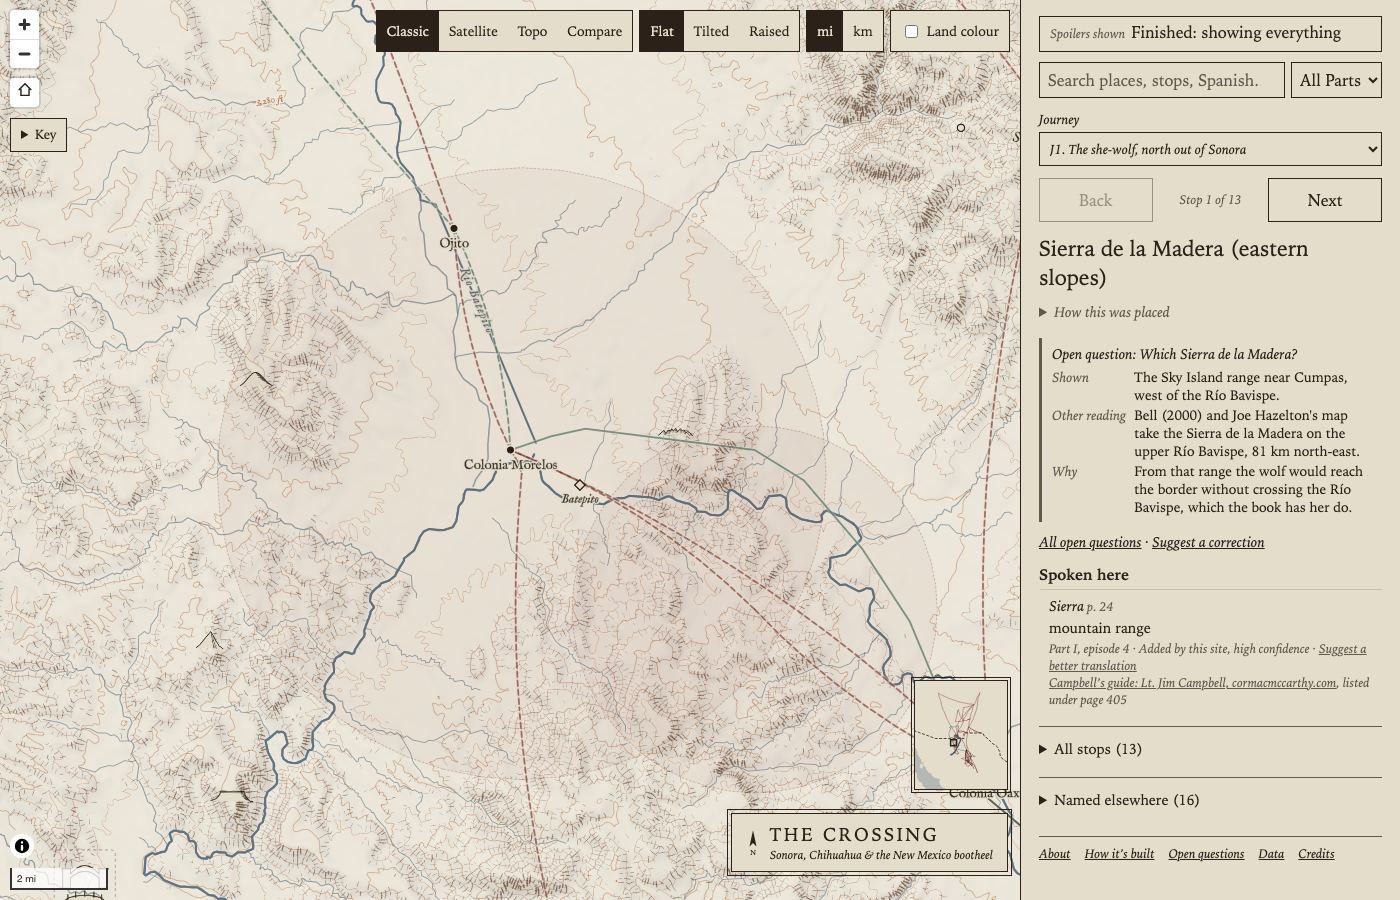 Classic
Satellite
Topo
Compare
Flat
Tilted
Raised
mi
km
Land colour
Key
2250 ft
Ojito
Río Batepito
Colonia Morelos
Batepito
S
Colonia Oax
THE CROSSING
N
Sonora, Chihuahua & the New Mexico bootheel
2 mi
Spoilers shown Finished: showing everything
Search places, stops, Spanish.
All Parts
Journey
J1. The she-wolf, north out of Sonora
Back
Stop 1 of 13
Next
Sierra de la Madera (eastern
slopes)
How this was placed
Open question: Which Sierra de la Madera?
Shown The Sky Island range near Cumpas,
west of the Río Bavispe.
Other reading Bell (2000) and Joe Hazelton's map
take the Sierra de la Madera on the
upper Río Bavispe, 81 km north-east.
Why From that range the wolf would reach
the border without crossing the Río
Bavispe, which the book has her do.
All open questions · Suggest a correction
Spoken here
Sierra p. 24
mountain range
Part I, episode 4 · Added by this site, high confidence · Suggest a
better translation
Campbell's guide: Lt. Jim Campbell, cormacmccarthy.com, listed
under page 405
All stops (13)
Named elsewhere (16)
About
How it's built
Open questions
Data
Credits